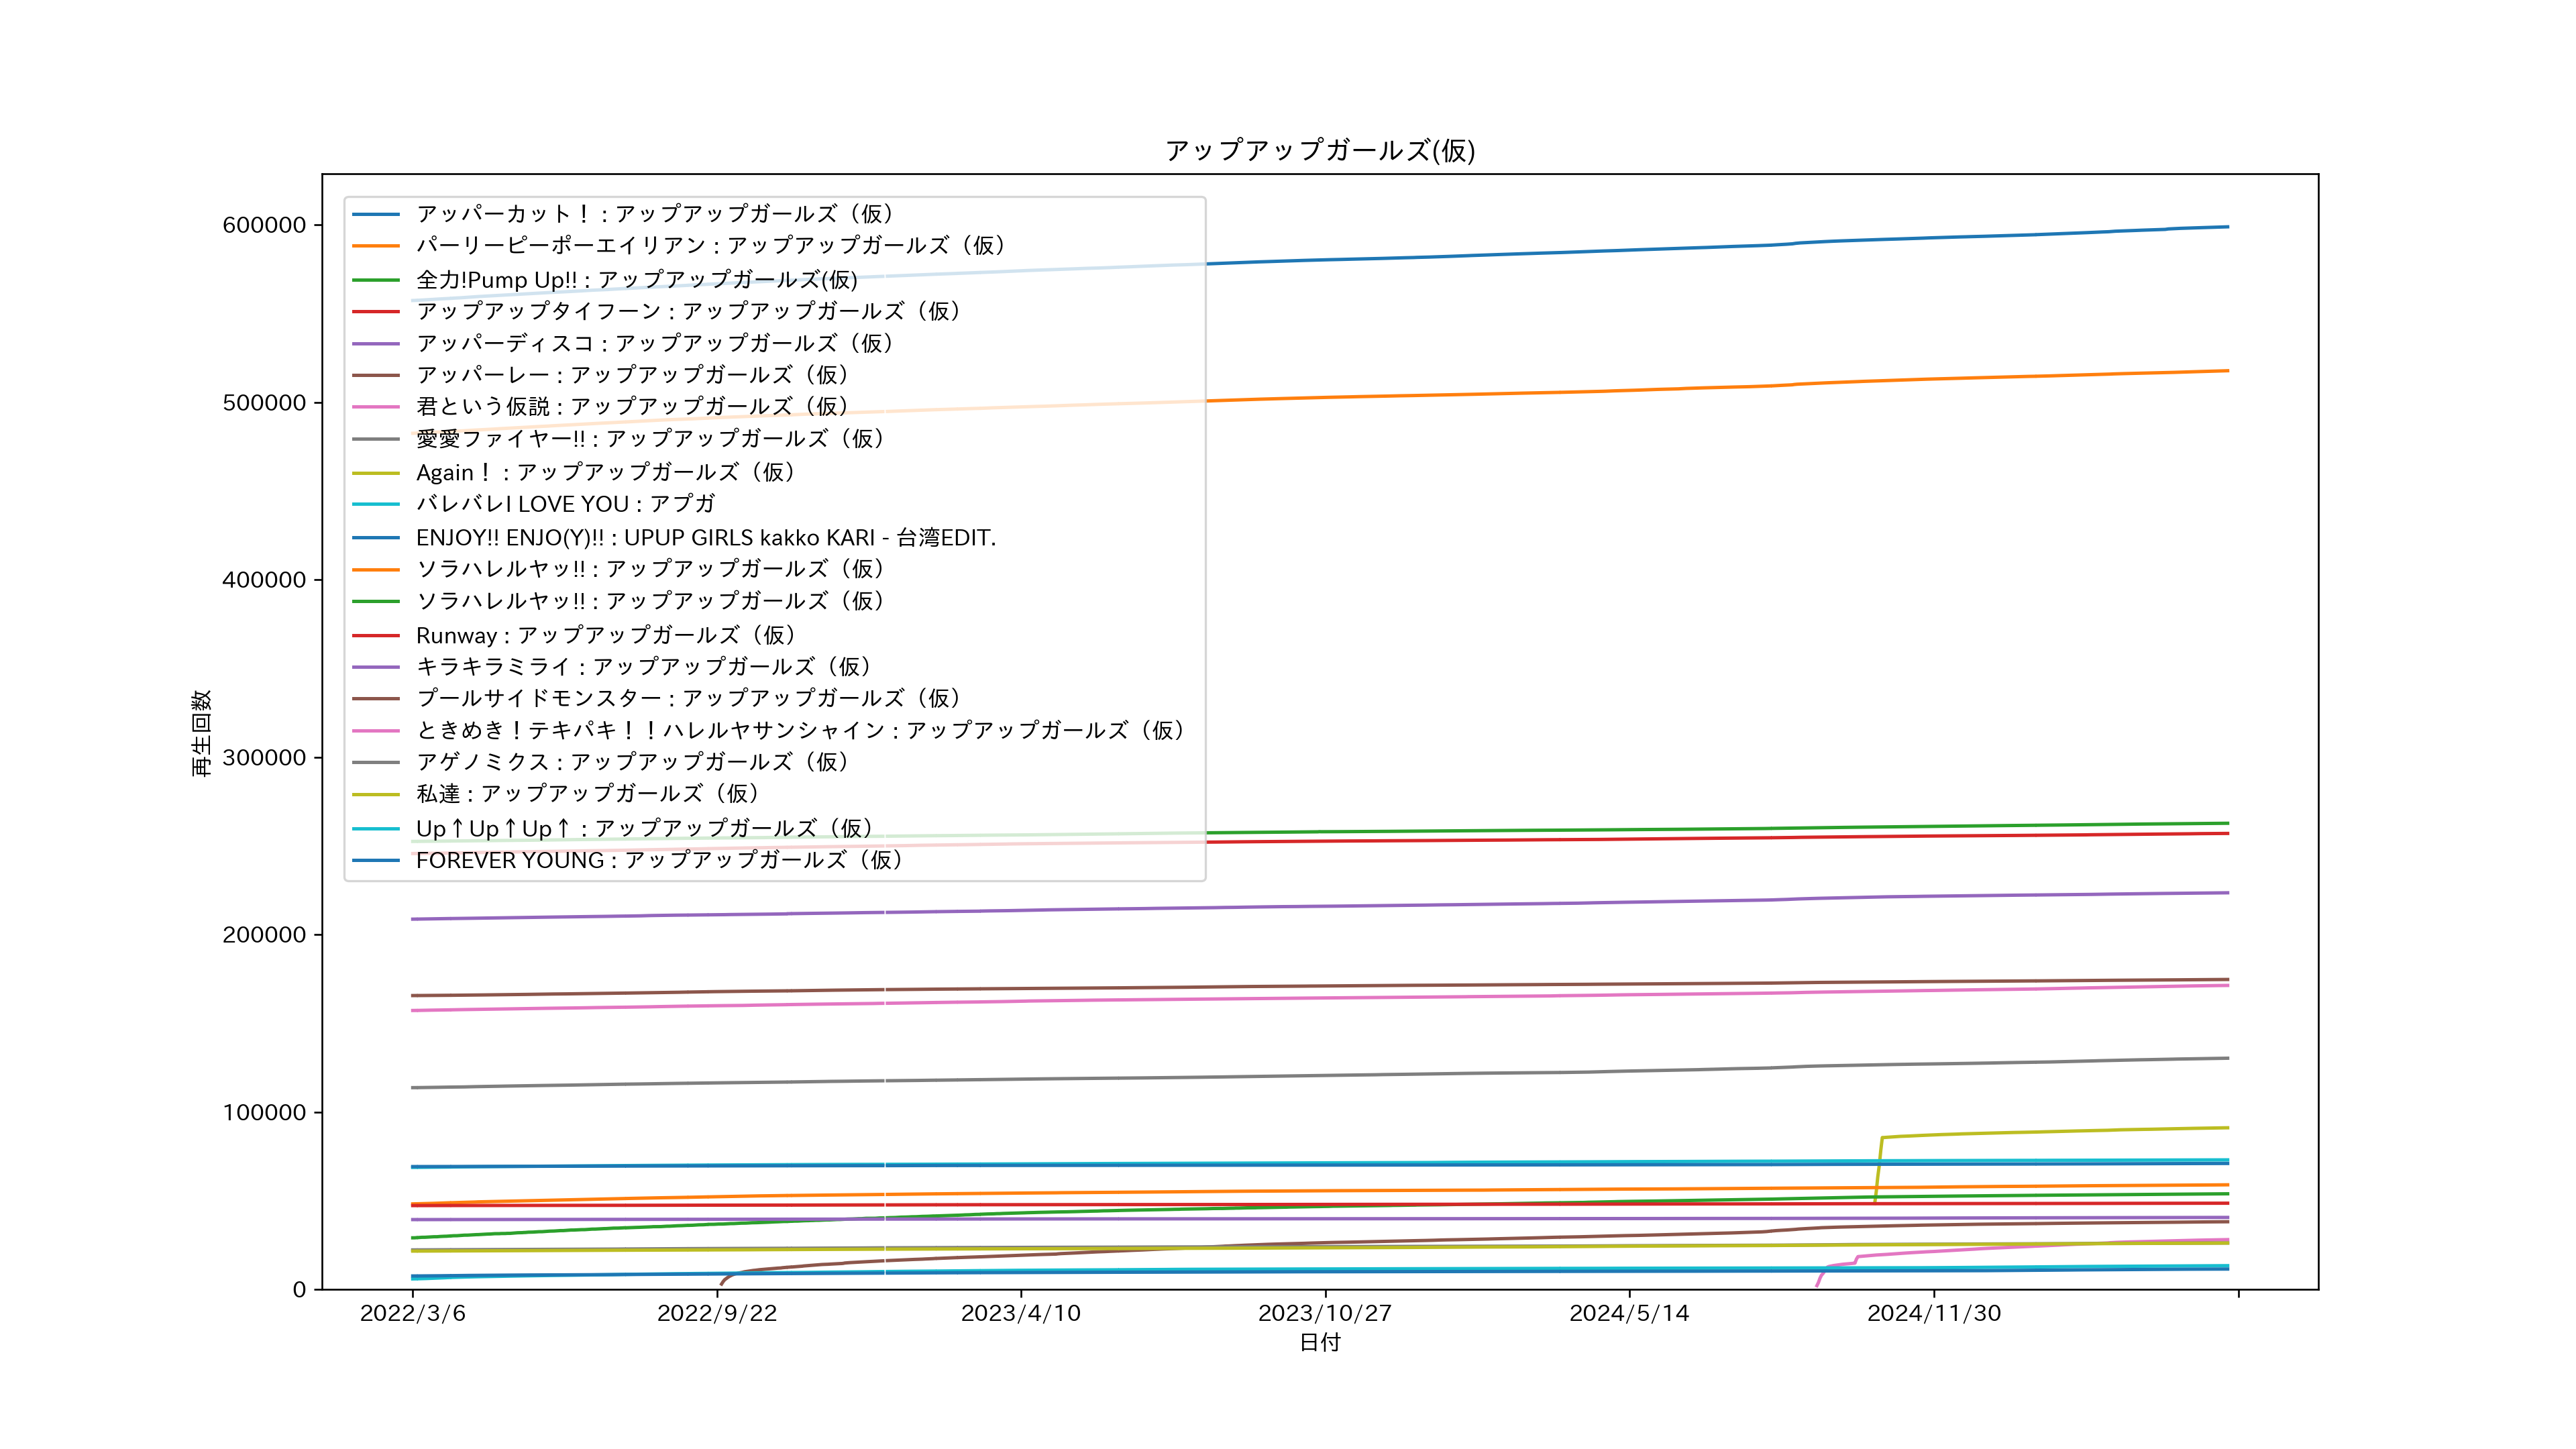 アップアップガールズ(仮)
アッパーカット！ : アップアップガールズ（仮）
パーリーピーポーエイリアン : アップアップガールズ（仮）
全力!Pump Up!! : アップアップガールズ(仮)
アップアップタイフーン : アップアップガールズ（仮）
アッパーディスコ : アップアップガールズ（仮）
アッパーレー : アップアップガールズ（仮）
君という仮説 : アップアップガールズ（仮）
愛愛ファイヤー!! : アップアップガールズ（仮）
Again！ : アップアップガールズ（仮）
バレバレI LOVE YOU : アプガ
ENJOY!! ENJO(Y)!! : UPUP GIRLS kakko KARI - 台湾EDIT.
ソラハレルヤッ!! : アップアップガールズ（仮）
ソラハレルヤッ!! : アップアップガールズ（仮）
Runway : アップアップガールズ（仮）
キラキラミライ : アップアップガールズ（仮）
プールサイドモンスター : アップアップガールズ（仮）
ときめき！テキパキ！！ハレルヤサンシャイン : アップアップガールズ（仮）
アゲノミクス : アップアップガールズ（仮）
私達 : アップアップガールズ（仮）
Up↑Up↑Up↑ : アップアップガールズ（仮）
FOREVER YOUNG : アップアップガールズ（仮）
再生回数
600000
500000
400000
300000
200000
100000
0
2022/3/6
2022/9/22
2023/4/10
2023/10/27
2024/5/14
2024/11/30
日付